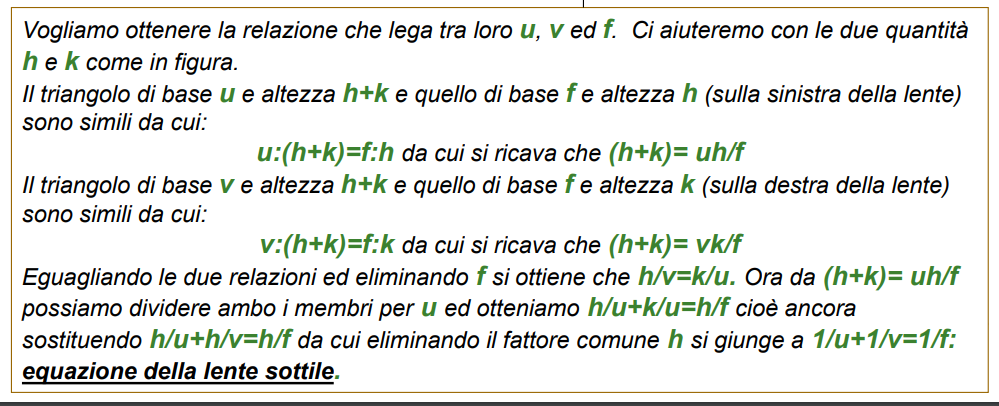 Vogliamo ottenere la relazione che lega tra loro u, v ed f. Ci aiuteremo con le due quantità
h e k come in figura.
Il triangolo di base u e altezza h+k e quello di base f e altezza h (sulla sinistra della lente)
sono simili da cui:
u:(h+k)=f:h da cui si ricava che (h+k)= uh/f
Il triangolo di base v e altezza h+k e quello di base f e altezza k (sulla destra della lente)
sono simili da cui:
v:(h+k)=f:k da cui si ricava che (h+k)= vk/f
Eguagliando le due relazioni ed eliminando f si ottiene che h/v=k/u. Ora da (h+k)= uh/f
possiamo dividere ambo i membri per u ed otteniamo h/u+k/u=h/f cioè ancora
sostituendo h/u+h/v=h/f da cui eliminando il fattore comune h si giunge a 1/u+1/v=1/f:
equazione della lente sottile.